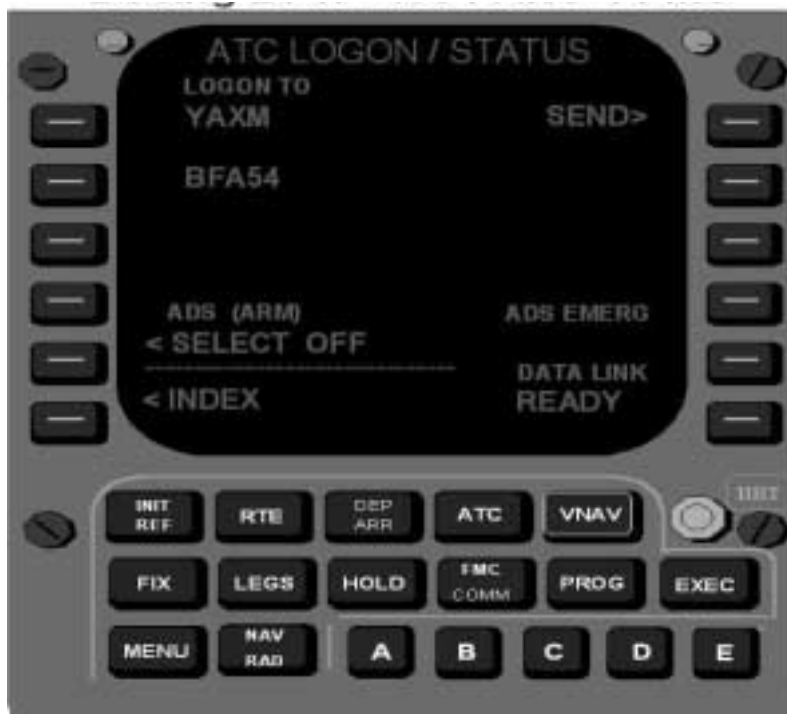 ATC LOGON / STATUS
LOGON TO
YAXM SEND>
BFA54
ADS (ARM) ADS EMERG
< SELECT OFF
DATA LINK
< INDEX READY
INIT REF RTE DEP ARR ATC VNAV
BRT
FIX LEGS HOLD FMC COMM PROG EXEC
MENU NAV RAD A B C D E